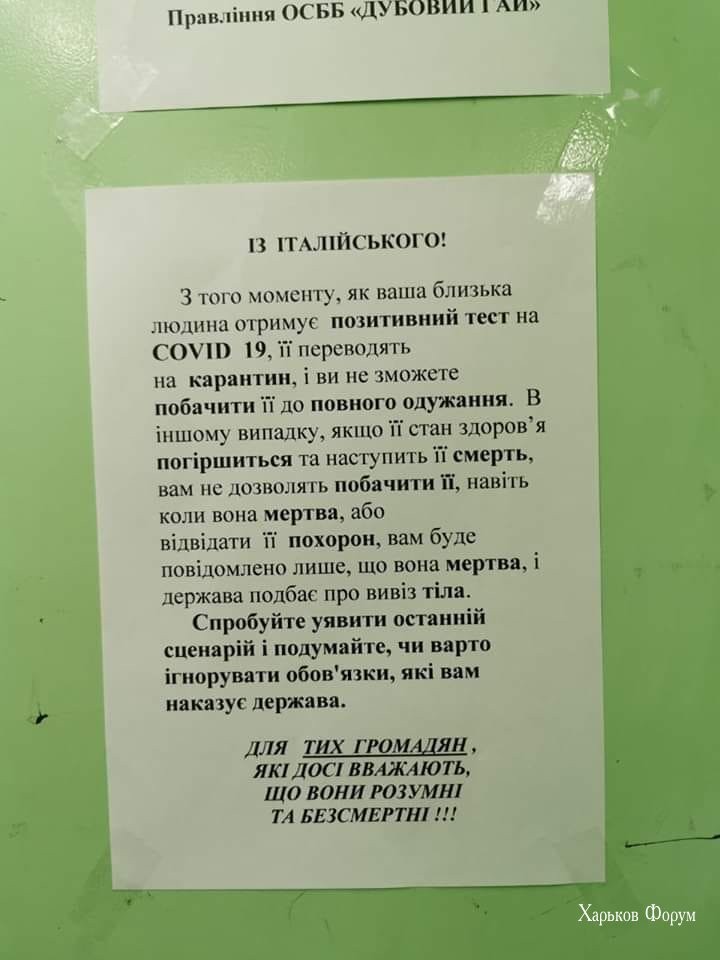 Правління ОСББ «ДУБОВИЙ ГАЙ»
ІЗ ІТАЛІЙСЬКОГО!
З того моменту, як ваша близька
людина отримує позитивний тест на
COVID 19, її переводять
на карантин, і ви не зможете
побачити її до повного одужання. В
іншому випадку, якщо її стан здоров’я
погіршиться та наступить її смерть,
вам не дозволять побачити її, навіть
коли вона мертва, або
відвідати її похорон, вам буде
повідомлено лише, що вона мертва, і
держава подбає про вивіз тіла.
Спробуйте уявити останній
сценарій і подумайте, чи варто
ігнорувати обов'язки, які вам
наказує держава.
ДЛЯ ТИХ ГРОМАДЯН ,
ЯКІ ДОСІ ВВАЖАЮТЬ,
ЩО ВОНИ РОЗУМНІ
ТА БЕЗСМЕРТНІ !!!
Харьков Форум